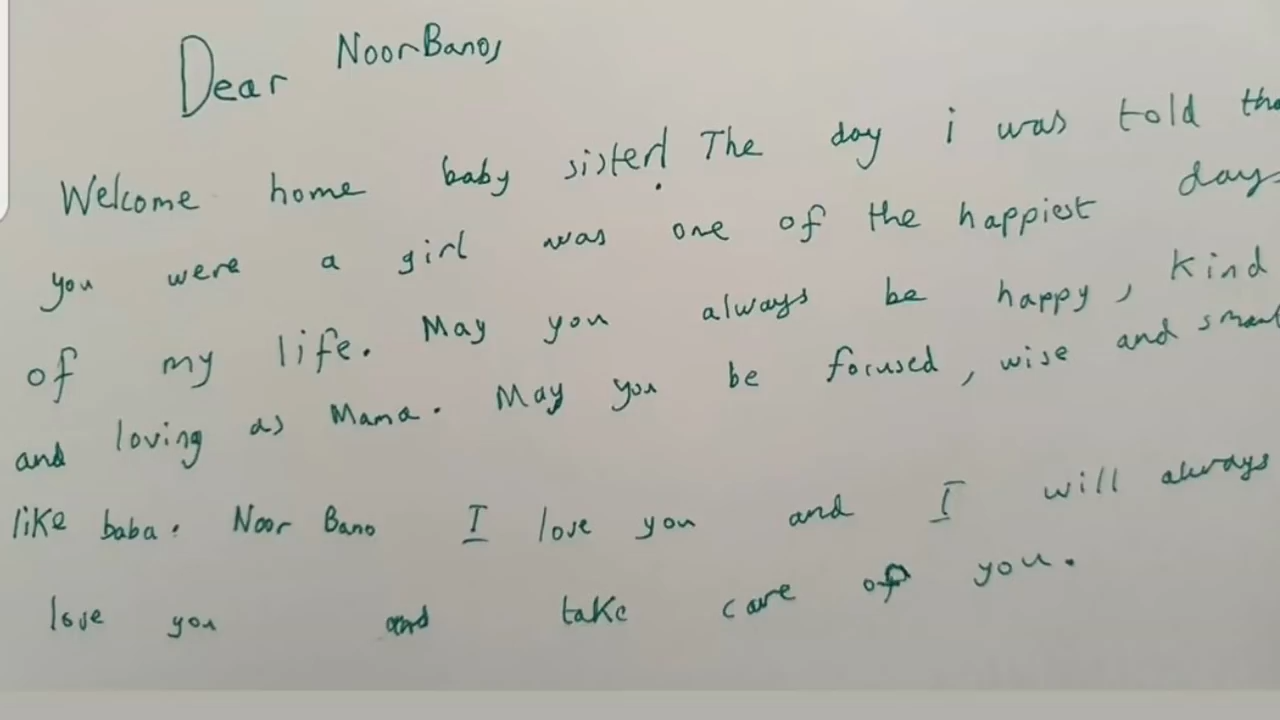 Dear NoorBano,
Welcome home baby sister! The day i was told tha
you were a girl was one of the happiest days
of my life. May you always be happy, kind
and loving as Mama. May you be focused, wise and smart
like baba. Noor Bano I love you and I will always
love you and take care of you.